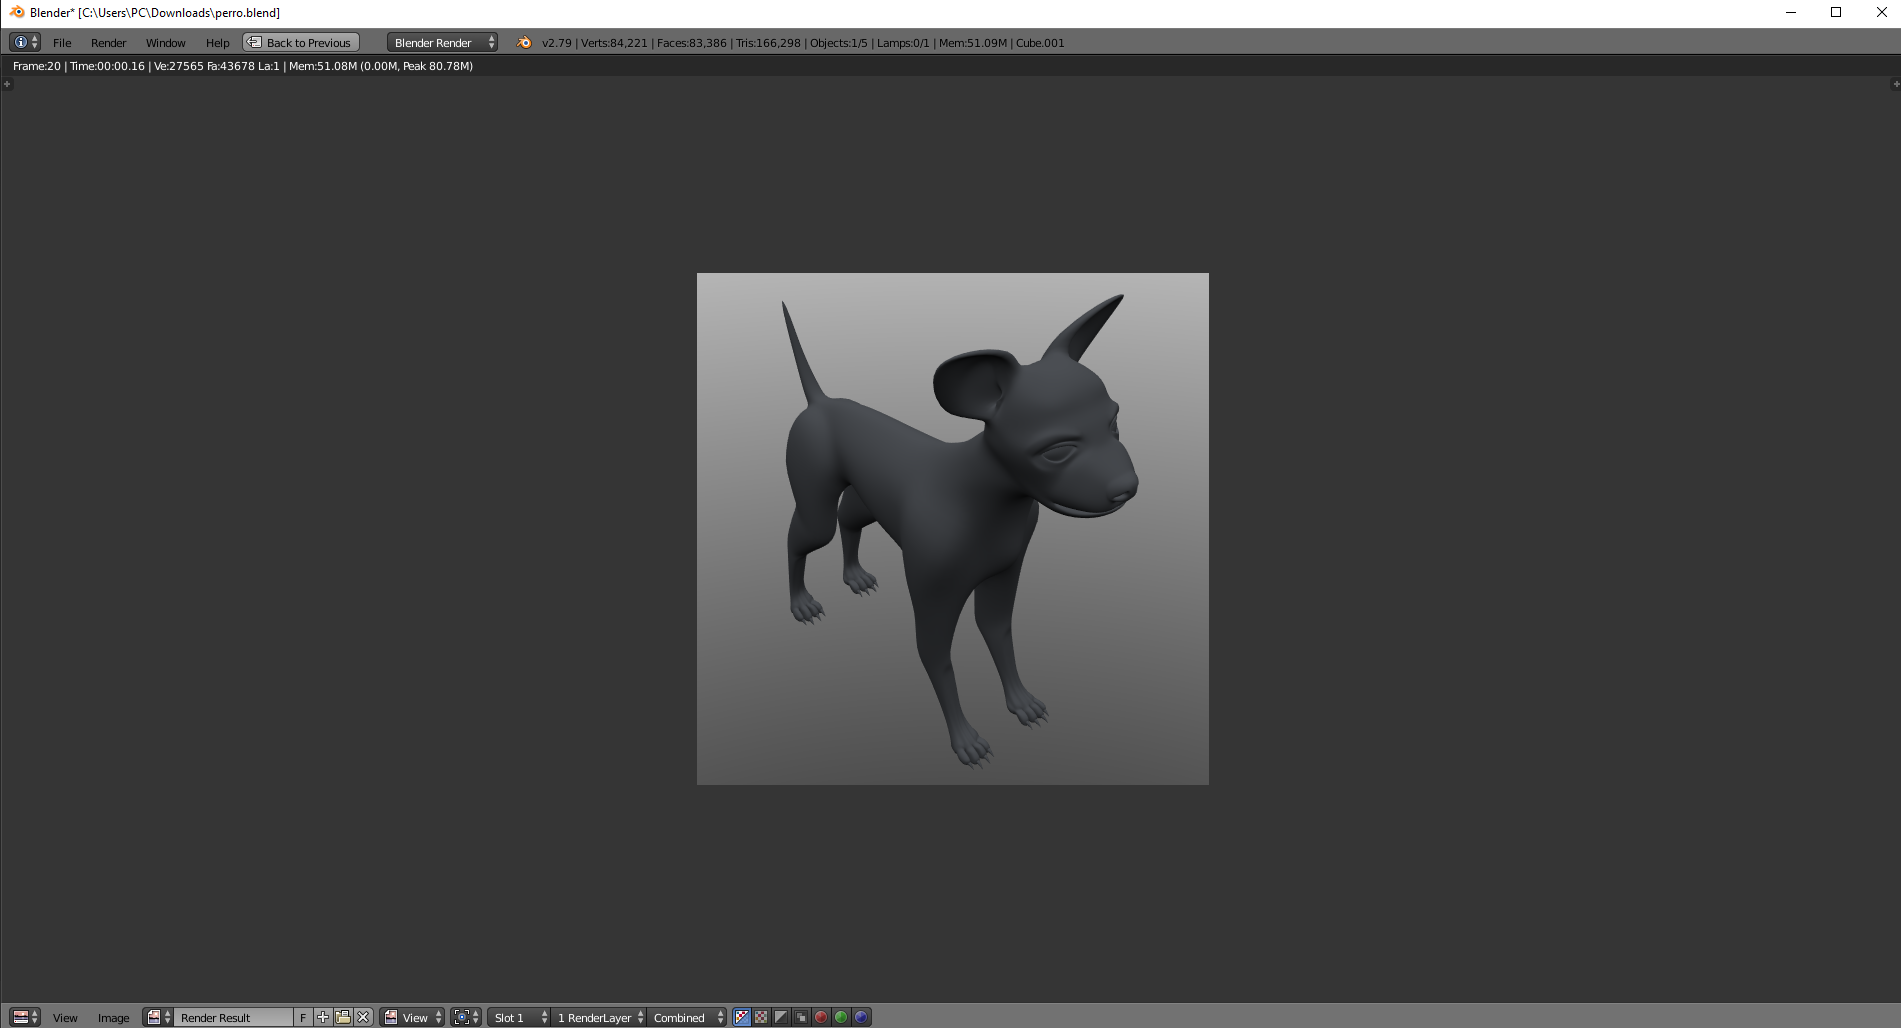 Blender* [C:\Users\PC\Downloads\perro.blend]
File Render Window Help Back to Previous Blender Render v2.79 | Verts:84,221 | Faces:83,386 | Tris:166,298 | Objects:1/5 | Lamps:0/1 | Mem:51.09M | Cube.001
Frame:20 | Time:00:00.16 | Ve:27565 Fa:43678 La:1 | Mem:51.08M (0.00M, Peak 80.78M)
View Image Render Result F View Slot 1 1 RenderLayer Combined